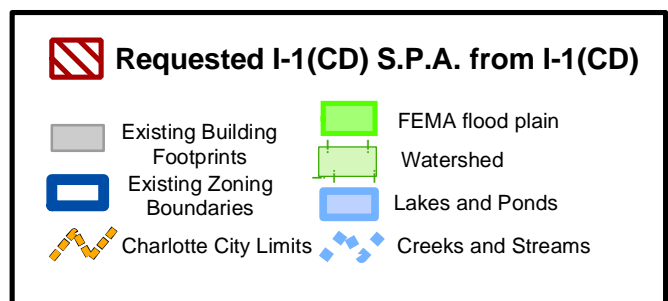 Requested I-1(CD) S.P.A. from I-1(CD)
Existing Building
Footprints
Existing Zoning
Boundaries
Charlotte City Limits
FEMA flood plain
Watershed
Lakes and Ponds
Creeks and Streams